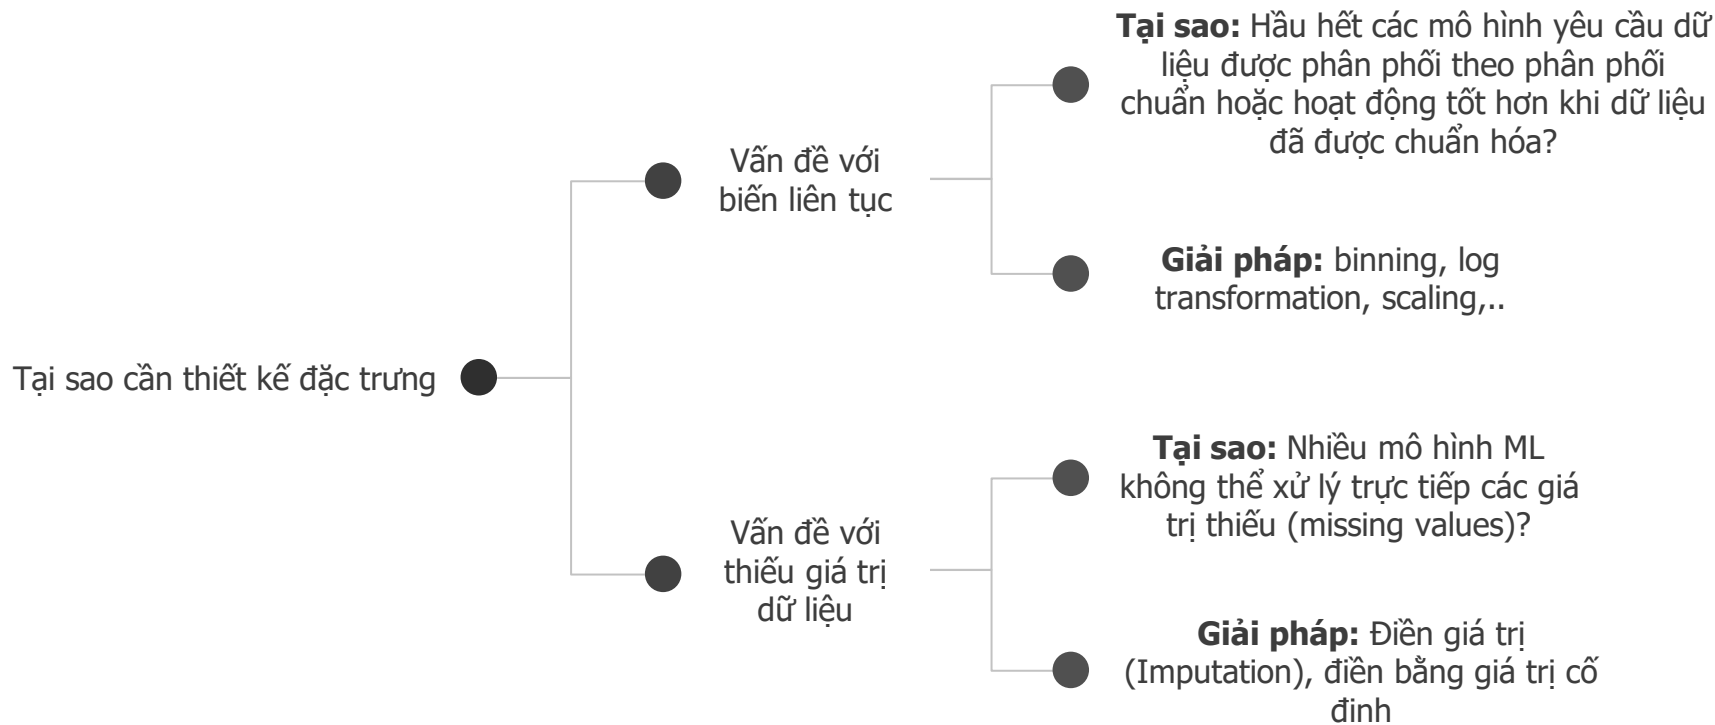 Tại sao cần thiết kế đặc trưng
Vấn đề với
biến liên tục
Tại sao: Hầu hết các mô hình yêu cầu dữ
liệu được phân phối theo phân phối
chuẩn hoặc hoạt động tốt hơn khi dữ liệu
đã được chuẩn hóa?
Giải pháp: binning, log
transformation, scaling,..
Vấn đề với
thiếu giá trị
dữ liệu
Tại sao: Nhiều mô hình ML
không thể xử lý trực tiếp các giá
trị thiếu (missing values)?
Giải pháp: Điền giá trị
(Imputation), điền bằng giá trị cố
định